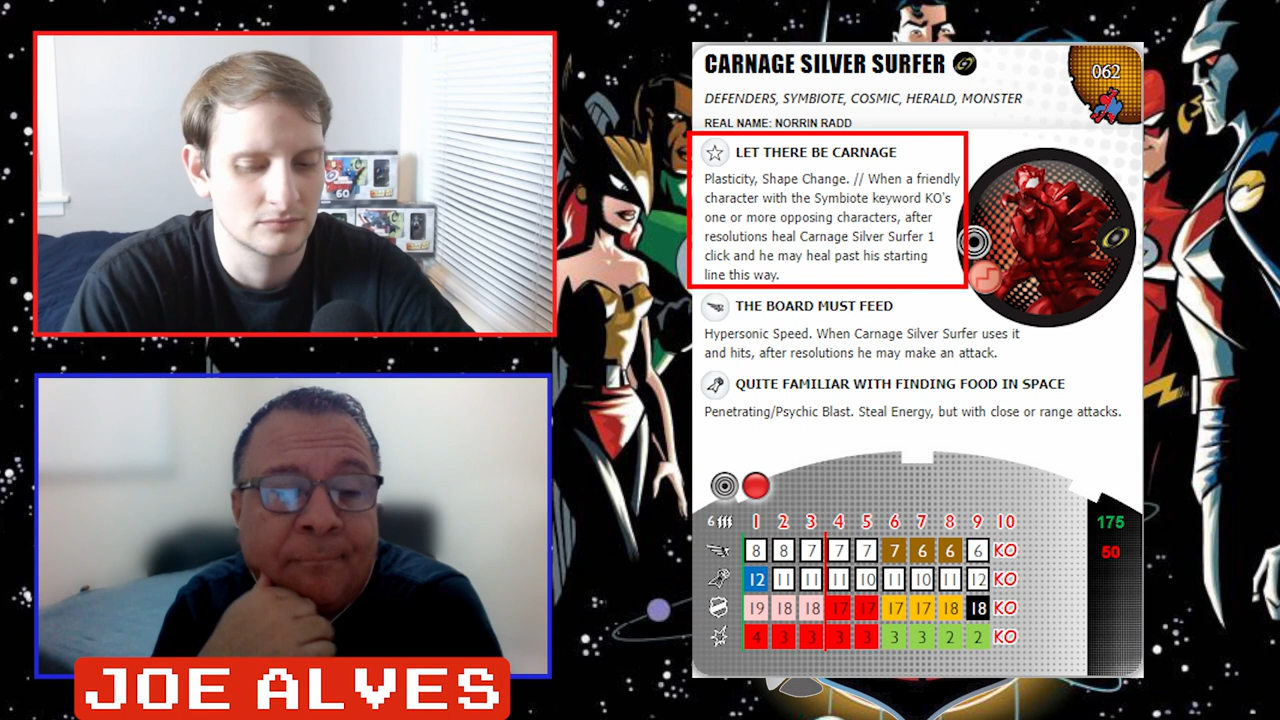 CARNAGE SILVER SURFER
062
DEFENDERS, SYMBIOTE, COSMIC, HERALD, MONSTER
REAL NAME: NORRIN RADD
LET THERE BE CARNAGE
Plasticity, Shape Change. // When a friendly
character with the Symbiote keyword KO's
one or more opposing characters, after
resolutions heal Carnage Silver Surfer 1
click and he may heal past his starting
line this way.
THE BOARD MUST FEED
Hypersonic Speed. When Carnage Silver Surfer uses it
and hits, after resolutions he may make an attack.
QUITE FAMILIAR WITH FINDING FOOD IN SPACE
Penetrating/Psychic Blast. Steal Energy, but with close or range attacks.
6 1 2 3 4 5 6 7 8 9 10 175
8 8 7 7 7 7 6 6 6 KO 50
12 11 11 11 10 11 10 11 12 KO
19 18 18 17 17 17 17 18 18 KO
4 3 3 3 3 3 3 2 2 KO
60
JOE ALVES